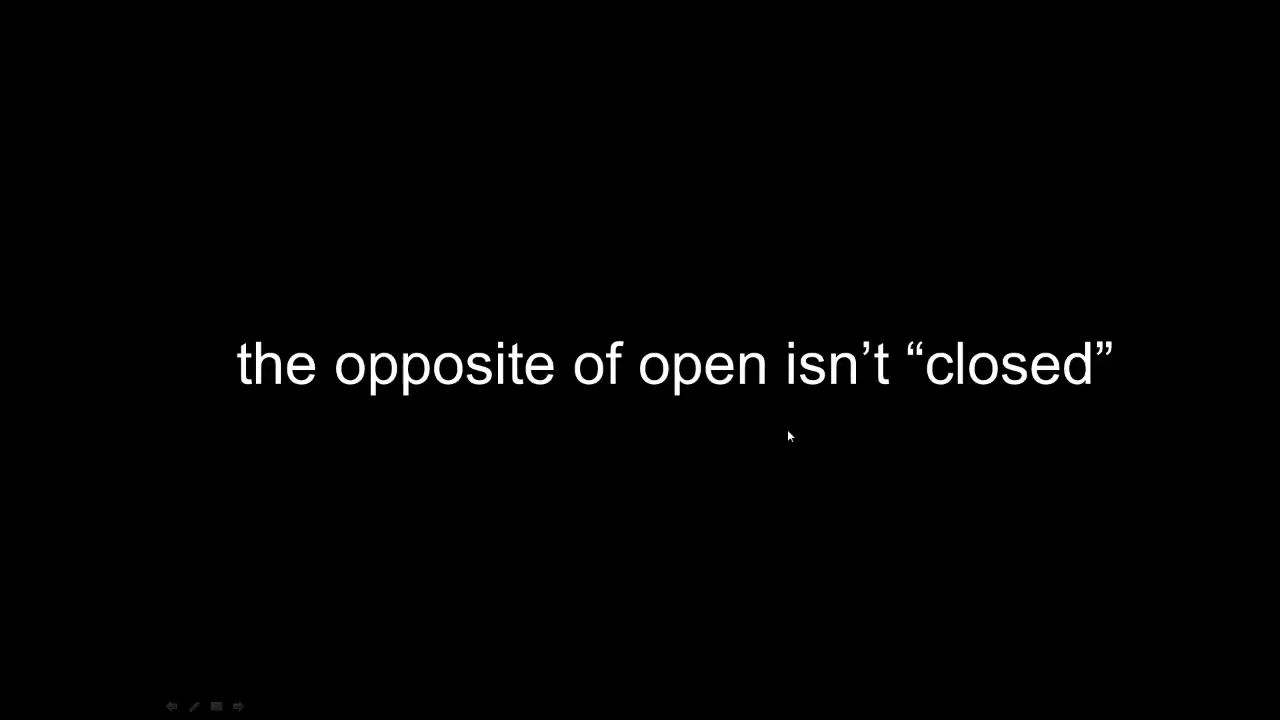 the opposite of open isn’t “closed”